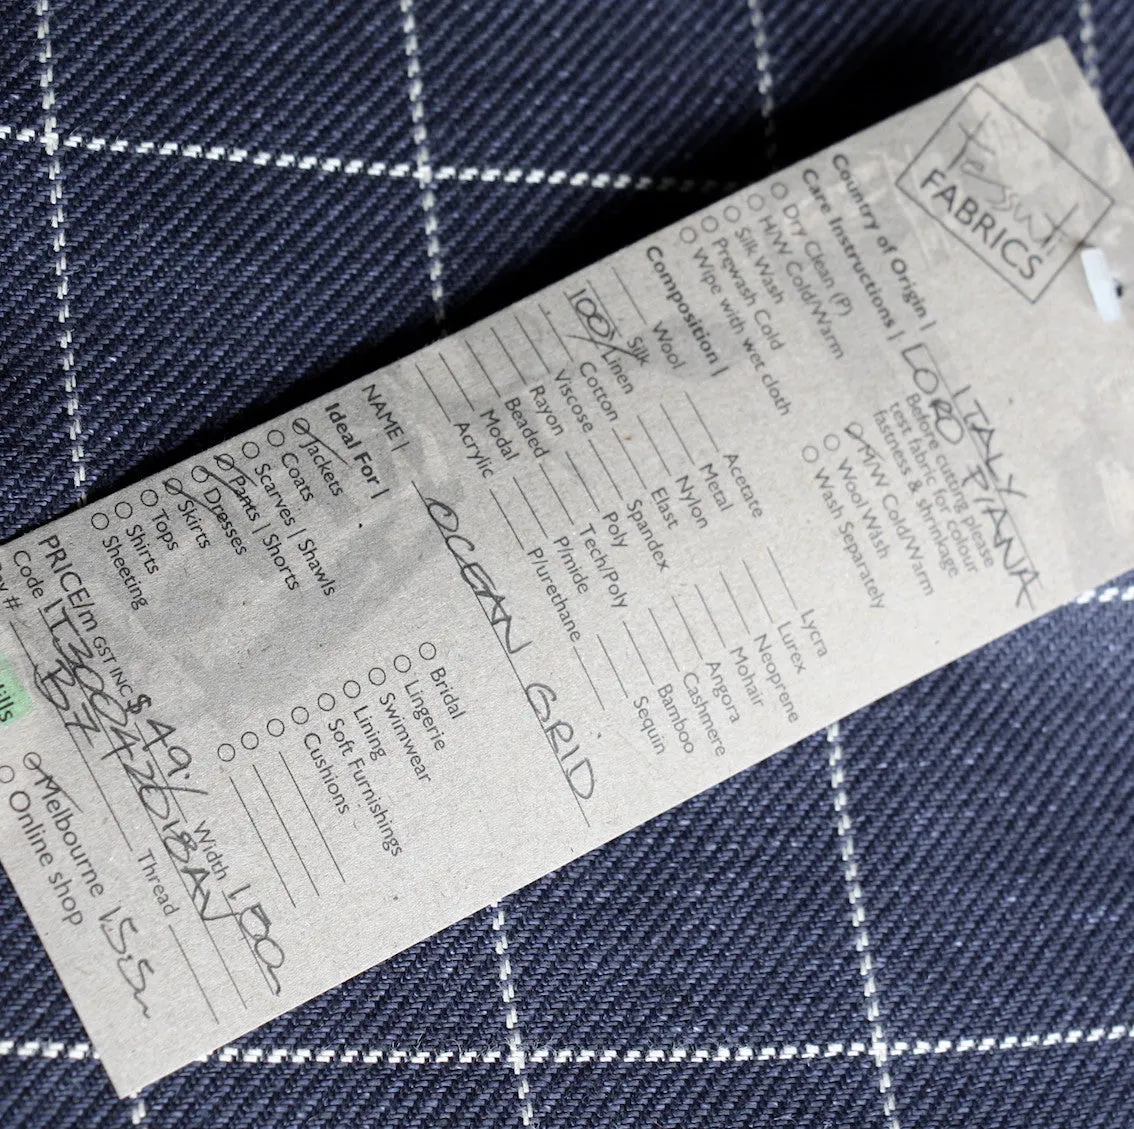 Tessuti
FABRICS
Country of Origin | ITALY
LORO PIANA
Care Instructions | Before cutting please
test fabric for colour
fastness & shrinkage
Dry Clean (P)
H/W Cold/Warm
Silk Wash
Prewash Cold
Wipe with wet cloth
M/W Cold/Warm
Wool Wash
Wash Separately
Composition |
Wool
Silk
100% Linen
Cotton
Viscose
Rayon
Beaded
Modal
Acrylic
Acetate
Metal
Nylon
Elast
Spandex
Poly
Tech/Poly
P/mide
P/urethane
Lycra
Lurex
Neoprene
Mohair
Angora
Cashmere
Bamboo
Sequin
NAME | OCEAN GRID
Ideal For |
Jackets
Coats
Scarves | Shawls
Pants | Shorts
Dresses
Skirts
Tops
Shirts
Sheeting
Bridal
Lingerie
Swimwear
Lining
Soft Furnishings
Cushions
PRICE/m GST INC $49. Width 150
Code
B7 Thread
Melbourne
Online shop